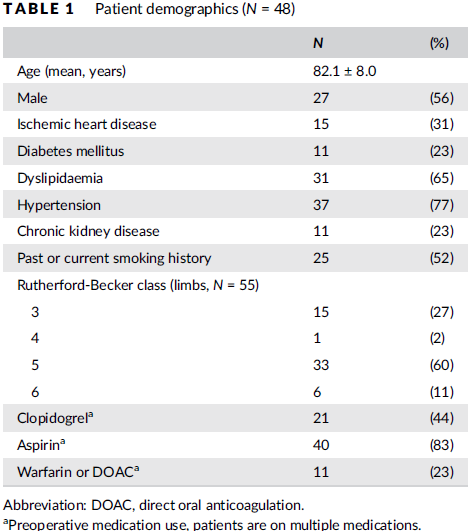 TABLE 1 Patient demographics (N = 48)
N (%)
Age (mean, years) 82.1 ± 8.0
Male 27 (56)
Ischemic heart disease 15 (31)
Diabetes mellitus 11 (23)
Dyslipidaemia 31 (65)
Hypertension 37 (77)
Chronic kidney disease 11 (23)
Past or current smoking history 25 (52)
Rutherford-Becker class (limbs, N = 55)
3 15 (27)
4 1 (2)
5 33 (60)
6 6 (11)
Clopidogrelᵃ 21 (44)
Aspirinᵃ 40 (83)
Warfarin or DOACᵃ 11 (23)
Abbreviation: DOAC, direct oral anticoagulation.
ᵃPreoperative medication use, patients are on multiple medications.